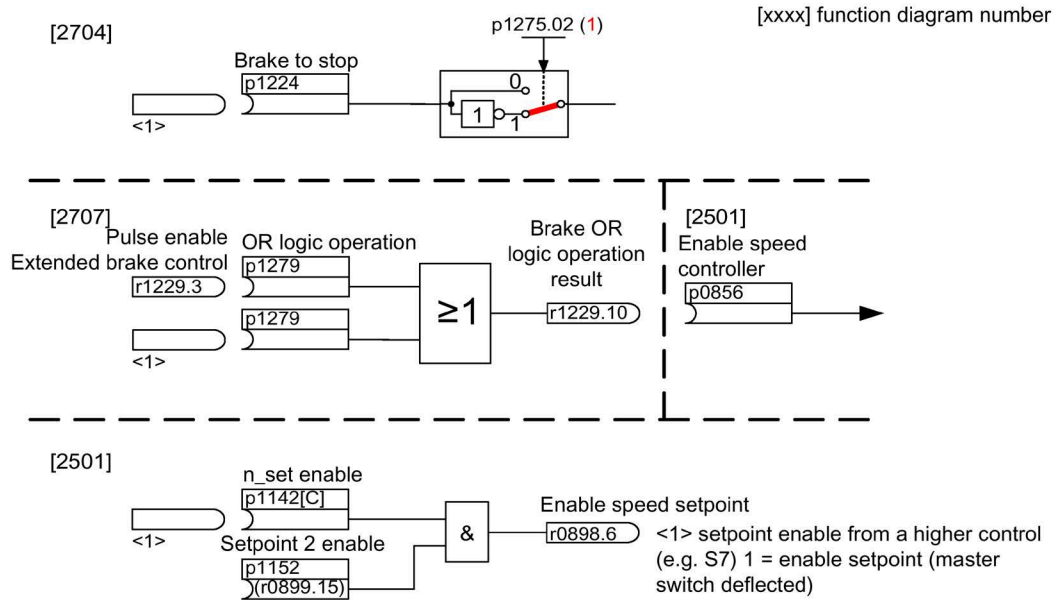 [xxxx] function diagram number
[2704]
p1275.02 (1)
Brake to stop
p1224
<1>
0
1
1
[2707]
Pulse enable
Extended brake control
r1229.3
OR logic operation
p1279
p1279
<1>
≥1
Brake OR
logic operation
result
r1229.10
[2501]
Enable speed
controller
p0856
[2501]
n_set enable
p1142[C]
<1>
Setpoint 2 enable
p1152
(r0899.15)
&
Enable speed setpoint
r0898.6
<1> setpoint enable from a higher control
(e.g. S7) 1 = enable setpoint (master
switch deflected)